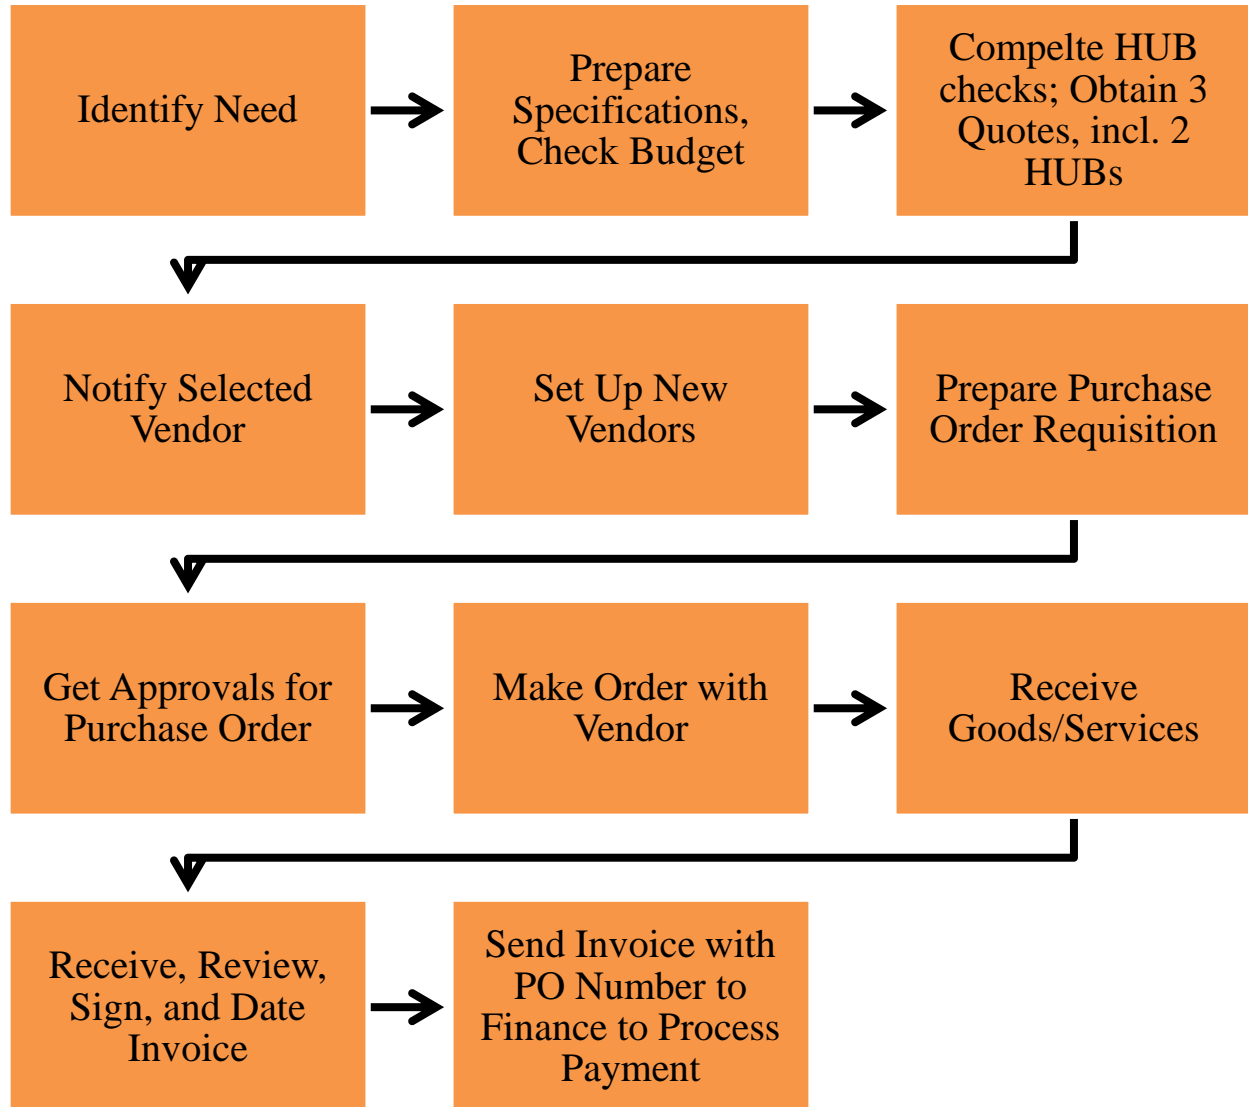 Identify Need
Prepare
Specifications,
Check Budget
Compelte HUB
checks; Obtain 3
Quotes, incl. 2
HUBs
Notify Selected
Vendor
Set Up New
Vendors
Prepare Purchase
Order Requisition
Get Approvals for
Purchase Order
Make Order with
Vendor
Receive
Goods/Services
Receive, Review,
Sign, and Date
Invoice
Send Invoice with
PO Number to
Finance to Process
Payment